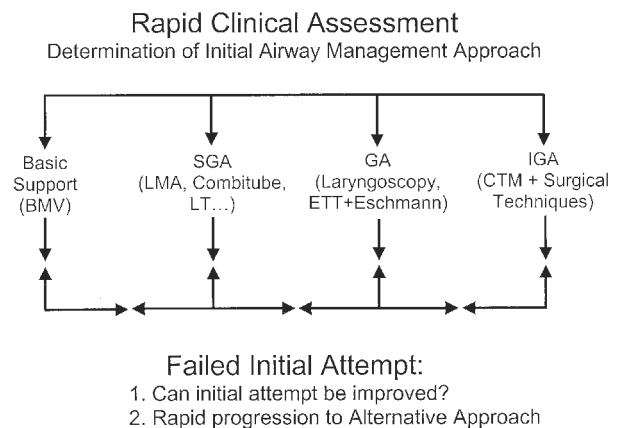 Rapid Clinical Assessment
Determination of Initial Airway Management Approach
Basic
Support
(BMV)
SGA
(LMA, Combitube,
LT...)
GA
(Laryngoscopy,
ETT+Eschmann)
IGA
(CTM + Surgical
Techniques)
Failed Initial Attempt:
1. Can initial attempt be improved?
2. Rapid progression to Alternative Approach